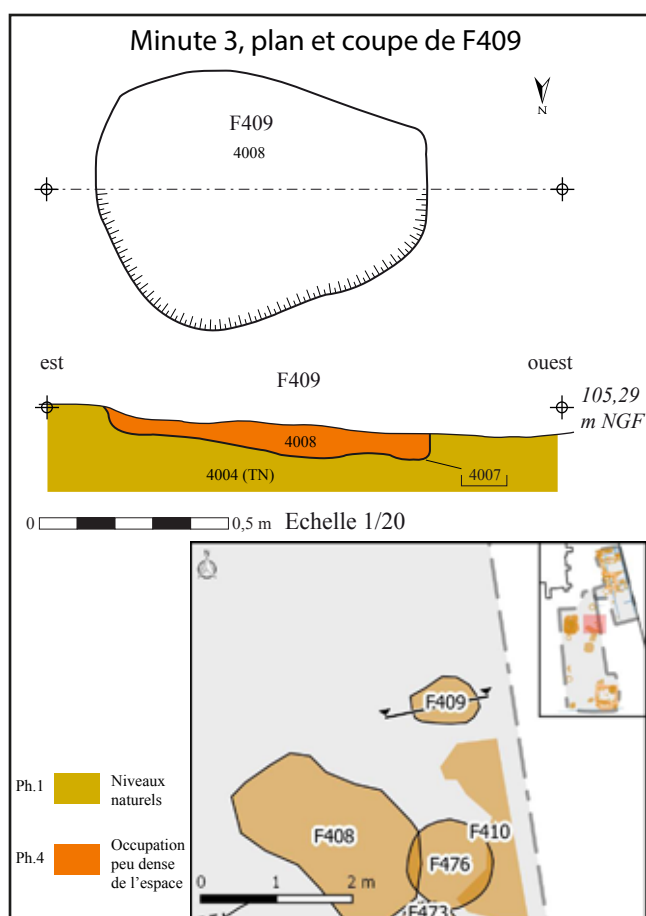 Minute 3, plan et coupe de F409
N
F409
4008
est
F409
ouest
105,29
m NGF
4008
4004 (TN)
4007
0
0,5 m
Echelle 1/20
F409
F410
F408
F476
F473
0 1 2 m
Ph.1
Niveaux
naturels
Ph.4
Occupation
peu dense
de l'espace